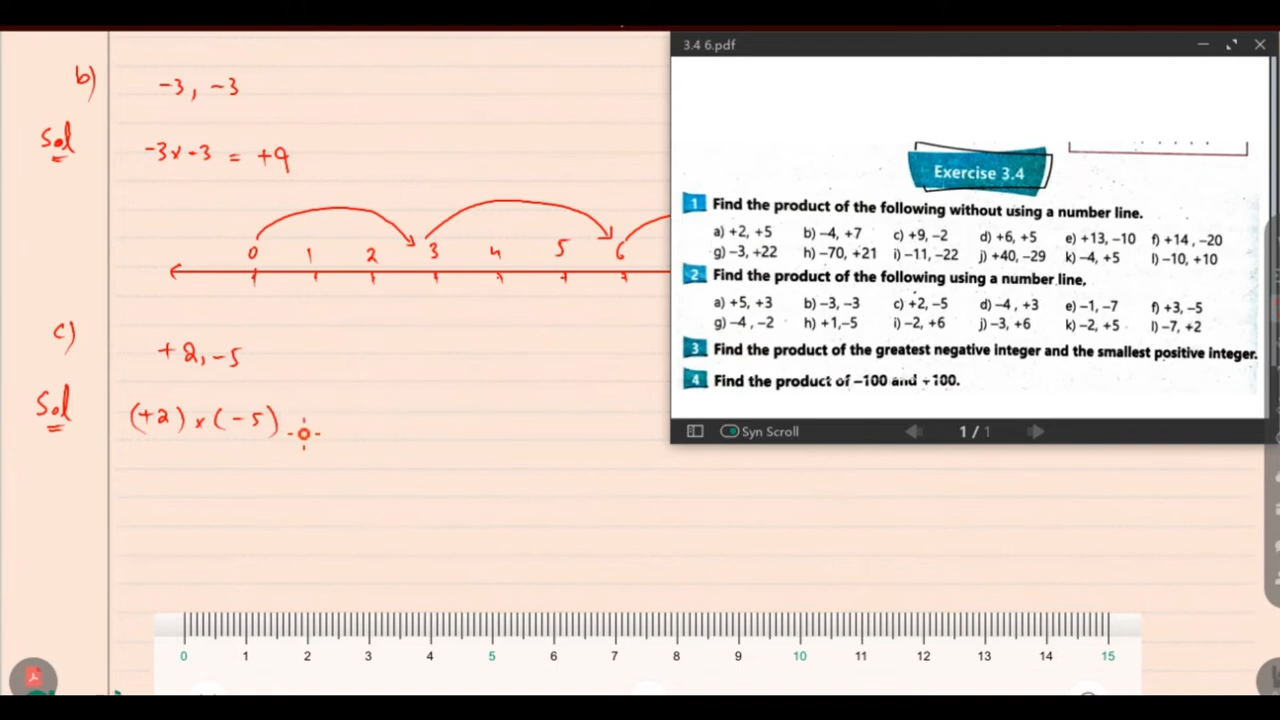 b)
-3, -3
Sol
-3x-3 = +9
0 1 2 3 4 5 6
c)
+2, -5
Sol
(+2) x (-5)
3.4 6.pdf
Exercise 3.4
1 Find the product of the following without using a number line.
a) +2, +5 b) –4, +7 c) +9, –2 d) +6, +5 e) +13, –10 f) +14 , –20
g) –3, +22 h) –70, +21 i) –11, –22 j) +40, –29 k) –4, +5 l) –10, +10
2 Find the product of the following using a number line,
a) +5, +3 b) –3, –3 c) +2, –5 d) –4 , +3 e) –1, –7 f) +3, –5
g) –4 , –2 h) +1,–5 i) –2, +6 j) –3, +6 k) –2, +5 l) –7, +2
3 Find the product of the greatest negative integer and the smallest positive integer.
4 Find the product of –100 and +100.
Syn Scroll
1 / 1
0 1 2 3 4 5 6 7 8 9 10 11 12 13 14 15